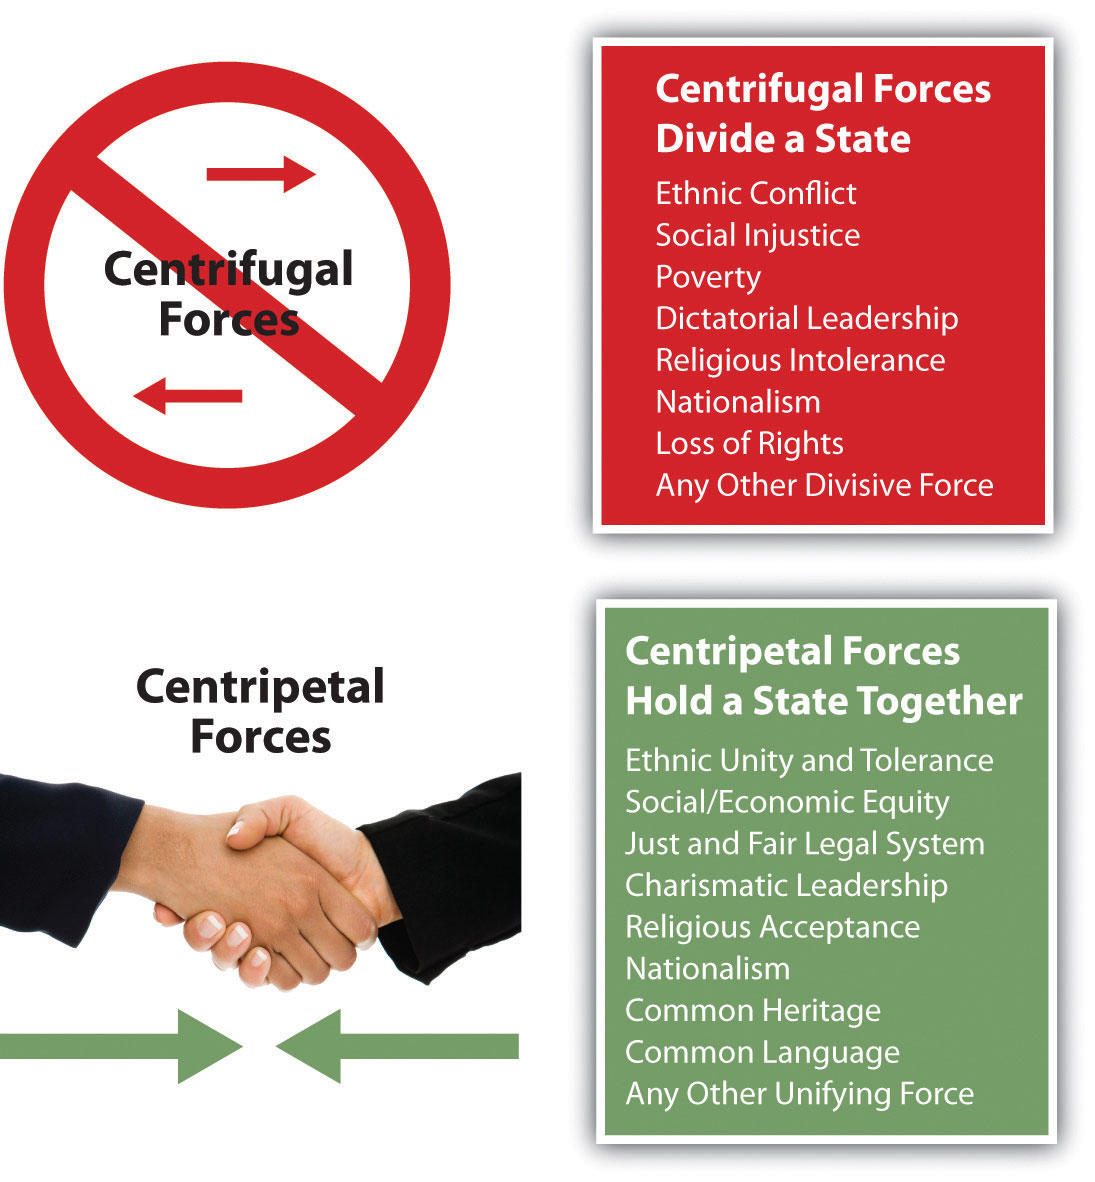 Centrifugal
Forces
Centrifugal Forces
Divide a State
Ethnic Conflict
Social Injustice
Poverty
Dictatorial Leadership
Religious Intolerance
Nationalism
Loss of Rights
Any Other Divisive Force
Centripetal
Forces
Centripetal Forces
Hold a State Together
Ethnic Unity and Tolerance
Social/Economic Equity
Just and Fair Legal System
Charismatic Leadership
Religious Acceptance
Nationalism
Common Heritage
Common Language
Any Other Unifying Force